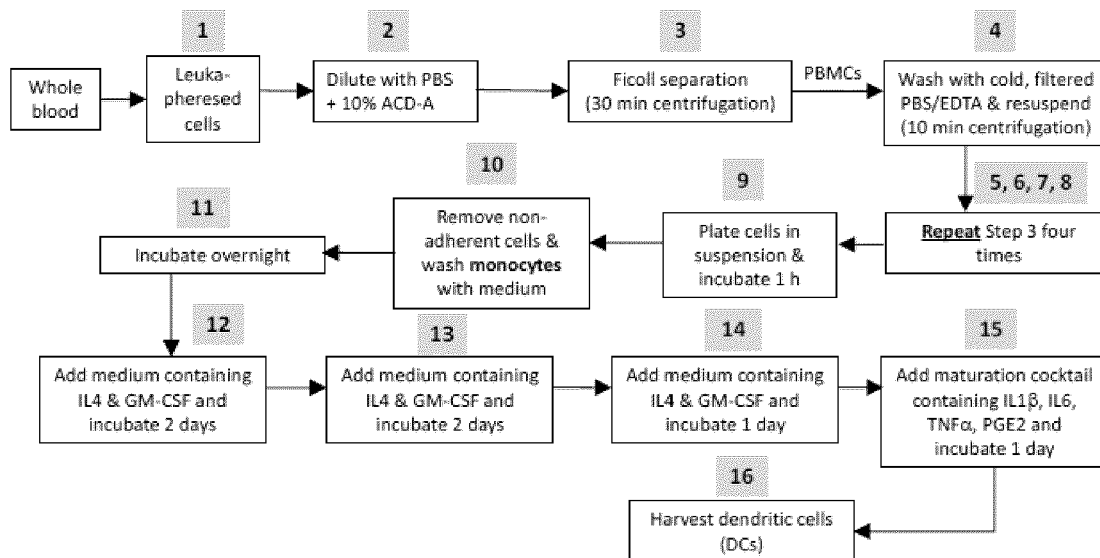 1
2
3
4
Whole
blood
Leuka-
pheresed
cells
Dilute with PBS
+ 10% ACD-A
Ficoll separation
(30 min centrifugation)
PBMCs
Wash with cold, filtered
PBS/EDTA & resuspend
(10 min centrifugation)
5, 6, 7, 8
Repeat Step 3 four
times
9
Plate cells in
suspension &
incubate 1 h
10
Remove non-
adherent cells &
wash monocytes
with medium
11
Incubate overnight
12
Add medium containing
IL4 & GM-CSF and
incubate 2 days
13
Add medium containing
IL4 & GM-CSF and
incubate 2 days
14
Add medium containing
IL4 & GM-CSF and
incubate 1 day
15
Add maturation cocktail
containing IL1β, IL6,
TNFα, PGE2 and
incubate 1 day
16
Harvest dendritic cells
(DCs)